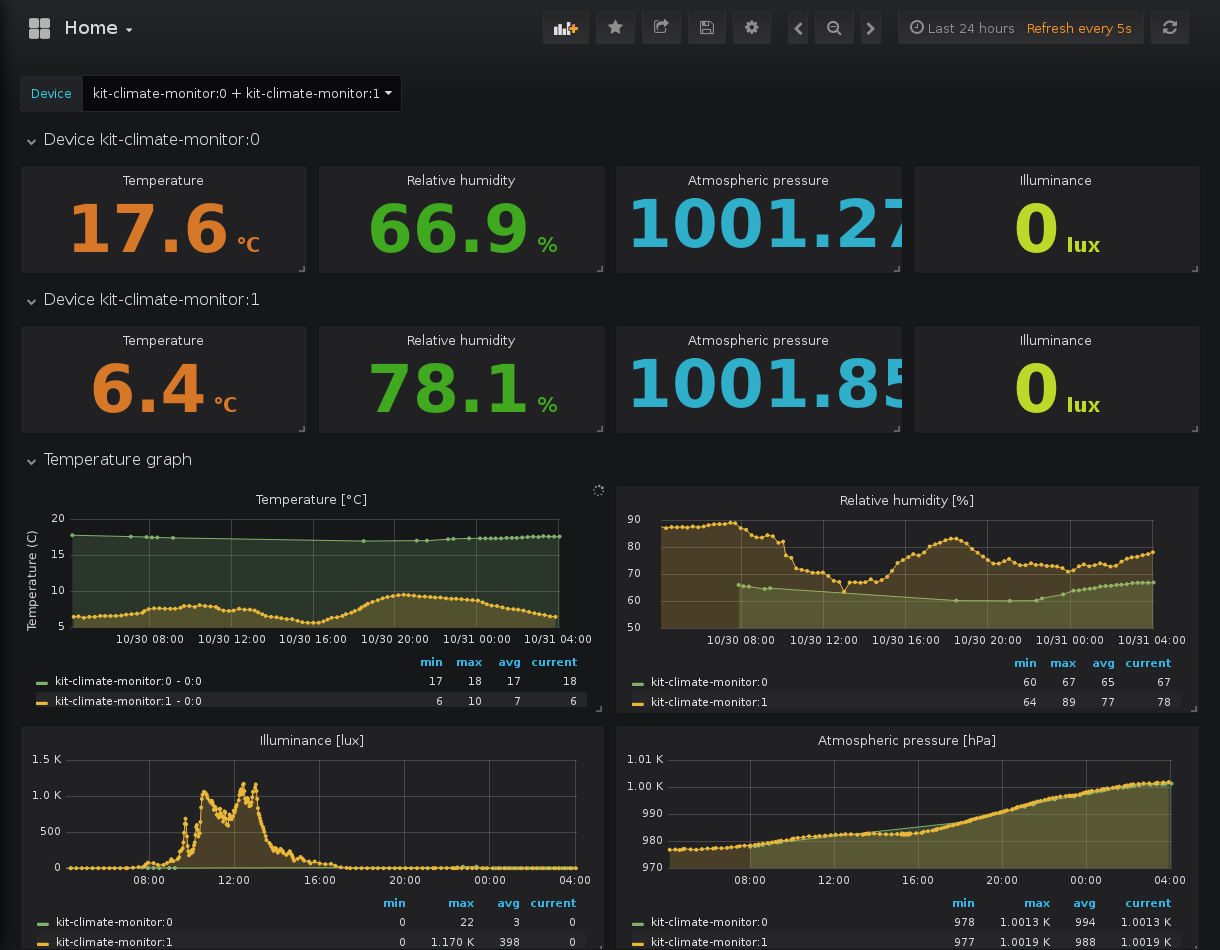 Home
Last 24 hours Refresh every 5s
Device kit-climate-monitor:0 + kit-climate-monitor:1
Device kit-climate-monitor:0
Temperature Relative humidity Atmospheric pressure Illuminance
17.6 °C 66.9 % 1001.27 0 lux
Device kit-climate-monitor:1
Temperature Relative humidity Atmospheric pressure Illuminance
6.4 °C 78.1 % 1001.85 0 lux
Temperature graph
Temperature [°C]
Temperature (C)
20
15
10
5
10/30 08:00 10/30 12:00 10/30 16:00 10/30 20:00 10/31 00:00 10/31 04:00
min max avg current
kit-climate-monitor:0 - 0:0 17 18 17 18
kit-climate-monitor:1 - 0:0 6 10 7 6
Relative humidity [%]
90
80
70
60
50
10/30 08:00 10/30 12:00 10/30 16:00 10/30 20:00 10/31 00:00 10/31 04:00
min max avg current
kit-climate-monitor:0 60 67 65 67
kit-climate-monitor:1 64 89 77 78
Illuminance [lux]
1.5 K
1.0 K
500
0
08:00 12:00 16:00 20:00 00:00 04:00
min max avg current
kit-climate-monitor:0 0 22 3 0
kit-climate-monitor:1 0 1.170 K 398 0
Atmospheric pressure [hPa]
1.01 K
1.00 K
990
980
970
08:00 12:00 16:00 20:00 00:00 04:00
min max avg current
kit-climate-monitor:0 978 1.0013 K 994 1.0013 K
kit-climate-monitor:1 977 1.0019 K 988 1.0019 K